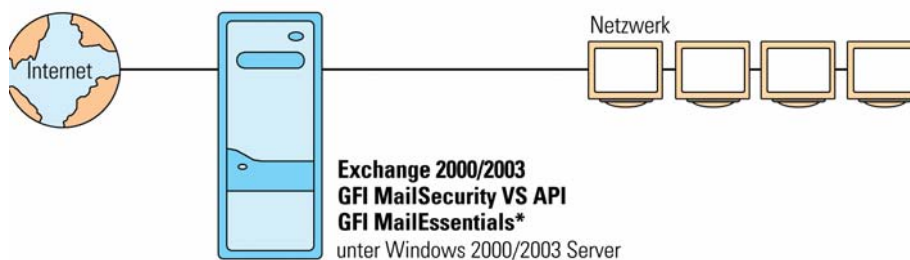 Internet
Netzwerk
Exchange 2000/2003
GFI MailSecurity VS API
GFI MailEssentials*
unter Windows 2000/2003 Server